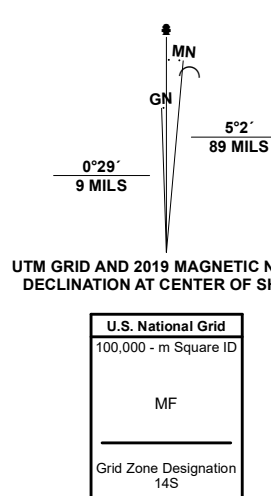 MN
GN
5°2´
89 MILS
0°29´
9 MILS
UTM GRID AND 2019 MAGNETIC N
DECLINATION AT CENTER OF SH
U.S. National Grid
100,000 - m Square ID
MF
Grid Zone Designation
14S